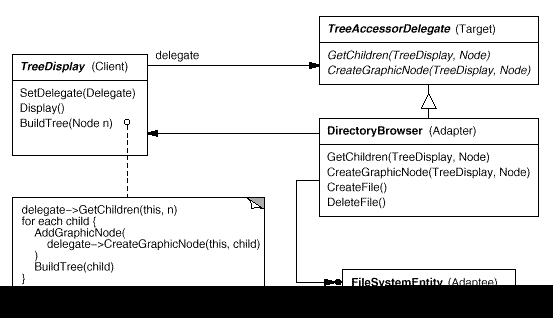 TreeAccessorDelegate (Target)
GetChildren(TreeDisplay, Node)
CreateGraphicNode(TreeDisplay, Node)
delegate
TreeDisplay (Client)
SetDelegate(Delegate)
Display()
BuildTree(Node n)
DirectoryBrowser (Adapter)
GetChildren(TreeDisplay, Node)
CreateGraphicNode(TreeDisplay, Node)
CreateFile()
DeleteFile()
delegate->GetChildren(this, n)
for each child {
AddGraphicNode(
delegate->CreateGraphicNode(this, child)
)
BuildTree(child)
}
FileSystemEntity (Adaptee)